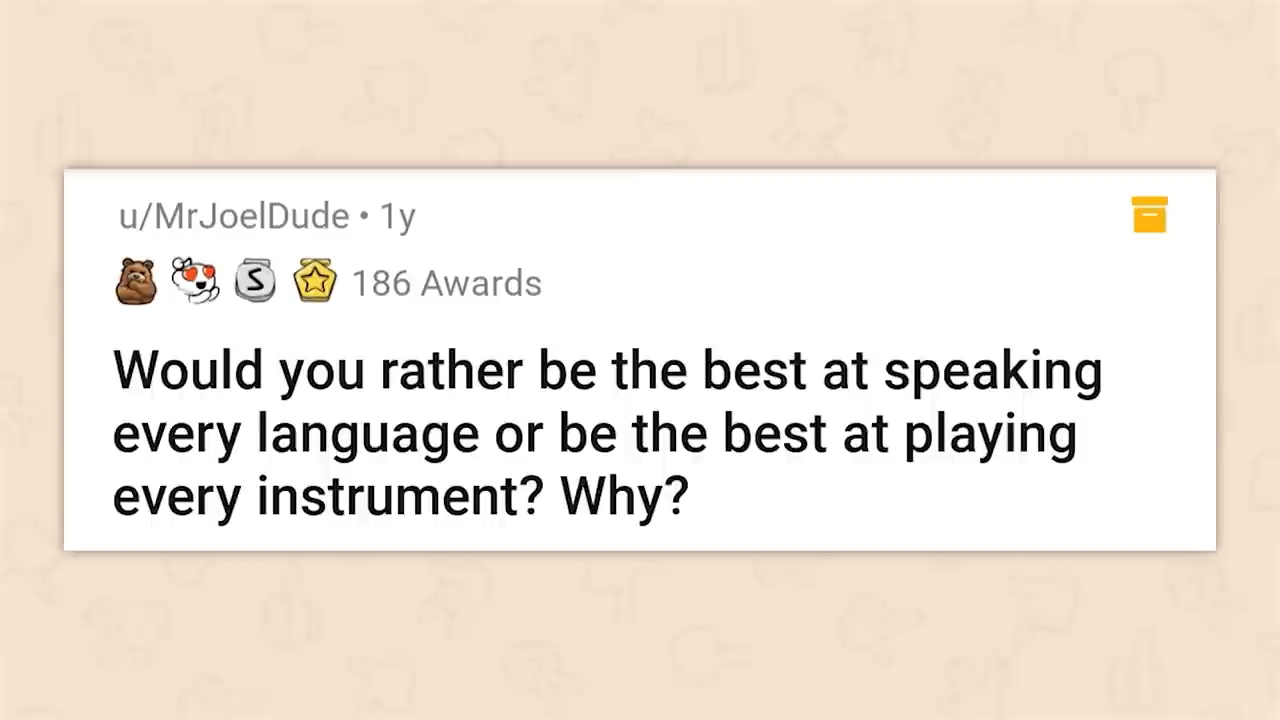 u/MrJoelDude • 1y
S 186 Awards
Would you rather be the best at speaking
every language or be the best at playing
every instrument? Why?